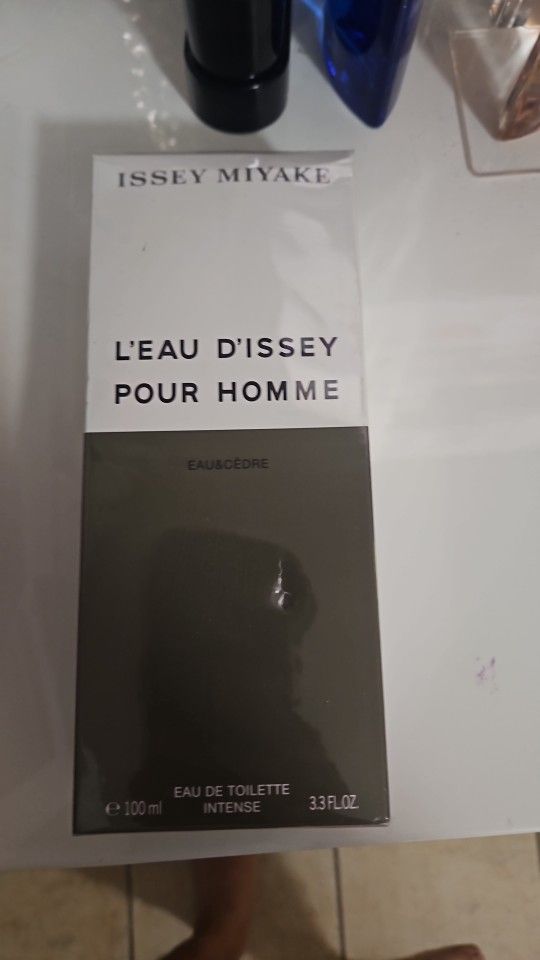 ISSEY MIYAKE
L'EAU D'ISSEY
POUR HOMME
EAU&CÈDRE
EAU DE TOILETTE
℮ 100 ml INTENSE 3.3 FL.OZ.